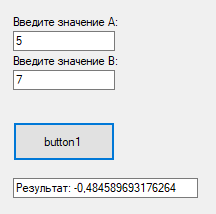 Введите значение A:
5
Введите значение B:
7
button1
Результат: -0,484589693176264